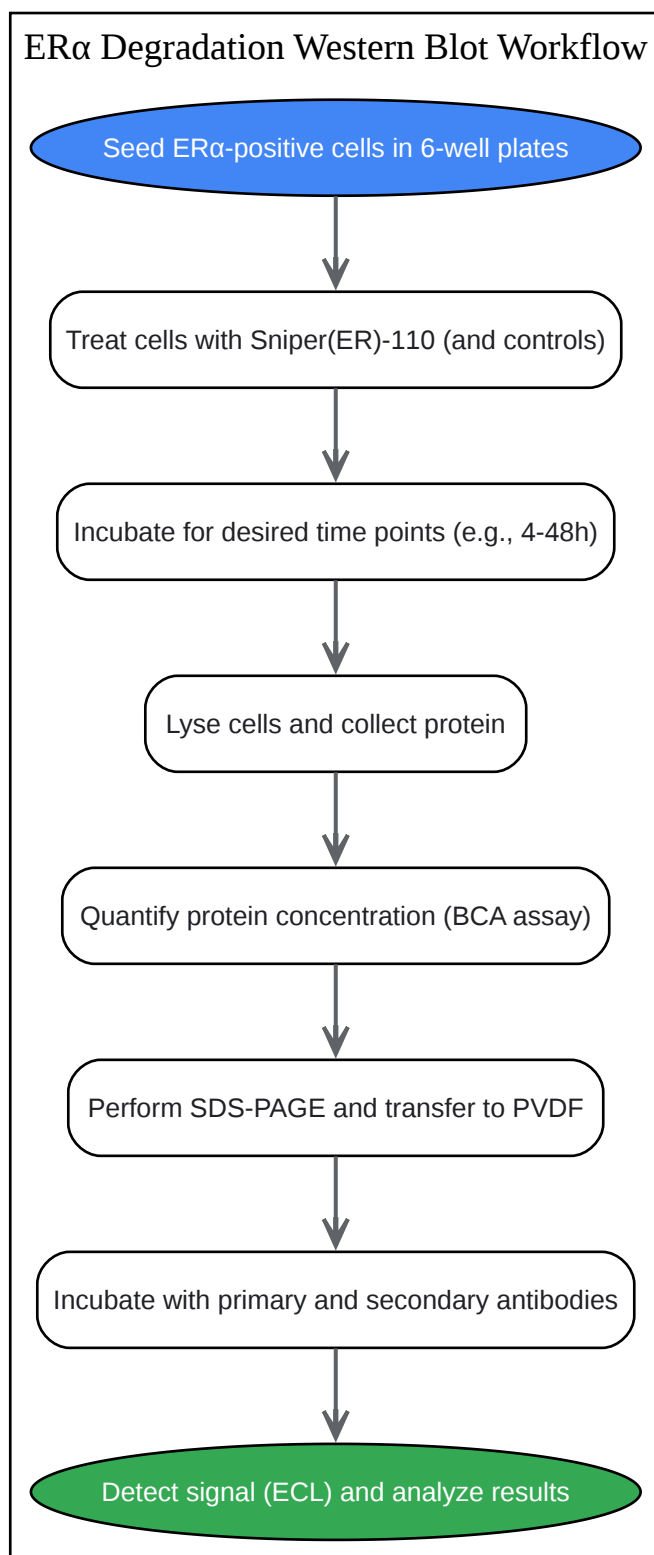 ERα Degradation Western Blot Workflow
Seed ERα-positive cells in 6-well plates
Treat cells with Sniper(ER)-110 (and controls)
Incubate for desired time points (e.g., 4-48h)
Lyse cells and collect protein
Quantify protein concentration (BCA assay)
Perform SDS-PAGE and transfer to PVDF
Incubate with primary and secondary antibodies
Detect signal (ECL) and analyze results